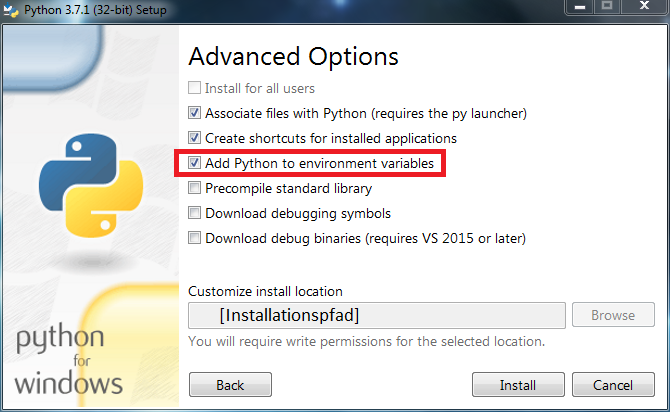 Python 3.7.1 (32-bit) Setup
Advanced Options
Install for all users
Associate files with Python (requires the py launcher)
Create shortcuts for installed applications
Add Python to environment variables
Precompile standard library
Download debugging symbols
Download debug binaries (requires VS 2015 or later)
Customize install location
[Installationspfad]
Browse
You will require write permissions for the selected location.
python
for
windows
Back
Install
Cancel